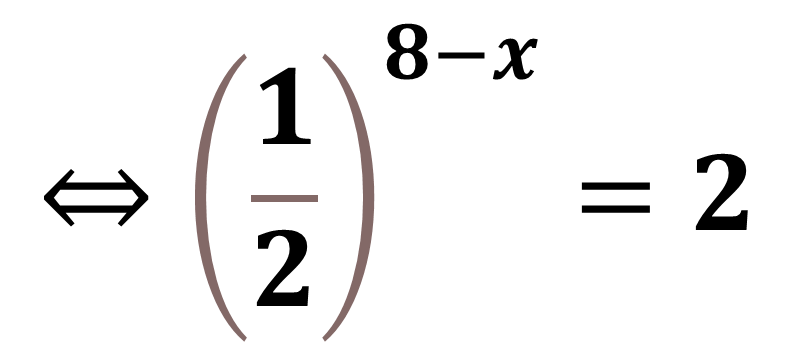 ⇔ (1/2)^(8−x) = 2